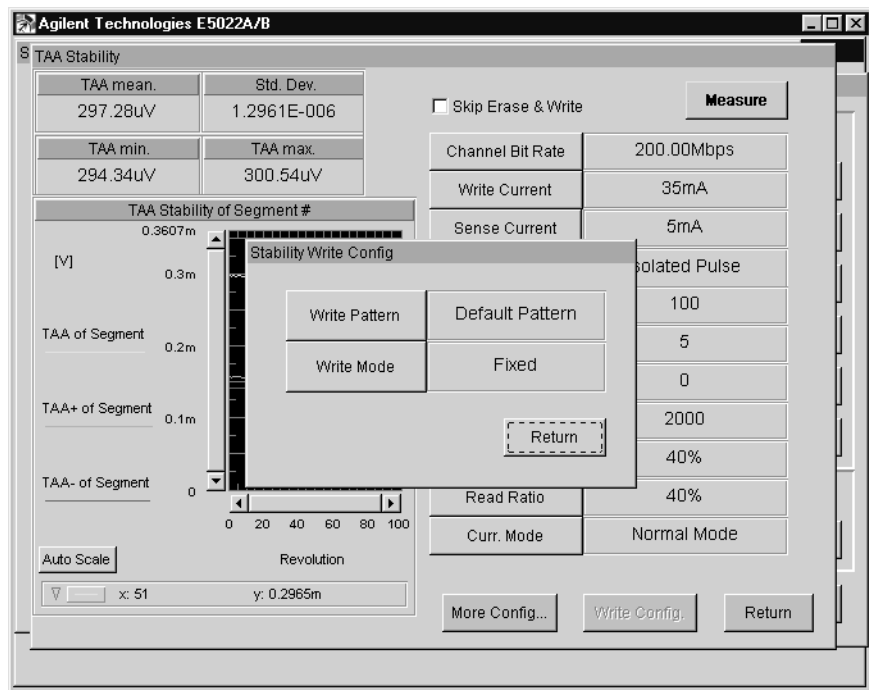 Agilent Technologies E5022A/B
S
TAA Stability
TAA mean.
Std. Dev.
297.28uV
1.2961E-006
TAA min.
TAA max.
294.34uV
300.54uV
TAA Stability of Segment #
0.3607m
[V]
0.3m
TAA of Segment
0.2m
TAA+ of Segment
0.1m
TAA- of Segment
0
0 20 40 60 80 100
Auto Scale
Revolution
x: 51
y: 0.2965m
Skip Erase & Write
Measure
Channel Bit Rate
200.00Mbps
Write Current
35mA
Sense Current
5mA
solated Pulse
100
5
0
2000
40%
Read Ratio
40%
Curr. Mode
Normal Mode
More Config...
Write Config.
Return
Stability Write Config
Write Pattern
Default Pattern
Write Mode
Fixed
Return